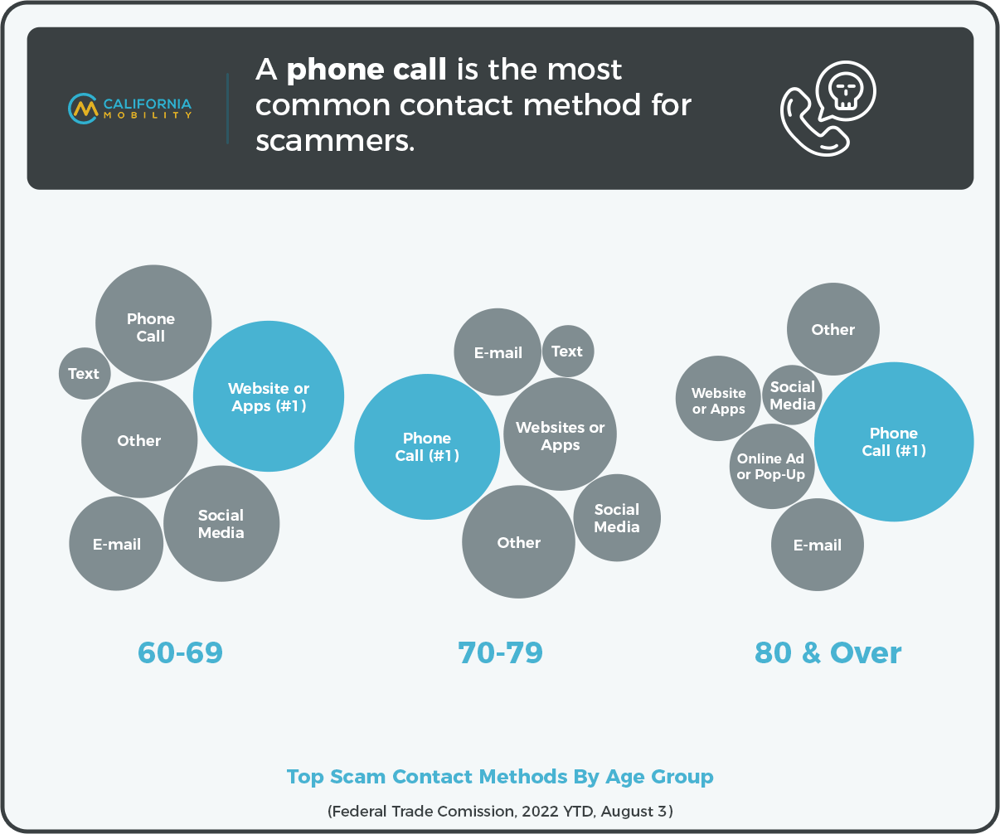 CALIFORNIA
MOBILITY
A phone call is the most
common contact method for
scammers.
Phone
Call
Text
Website or
Apps (#1)
Other
Social
Media
E-mail
60-69
E-mail
Text
Phone
Call (#1)
Websites or
Apps
Social
Media
Other
70-79
Other
Website
or Apps
Social
Media
Phone
Call (#1)
Online Ad
or Pop-Up
E-mail
80 & Over
Top Scam Contact Methods By Age Group
(Federal Trade Comission, 2022 YTD, August 3)